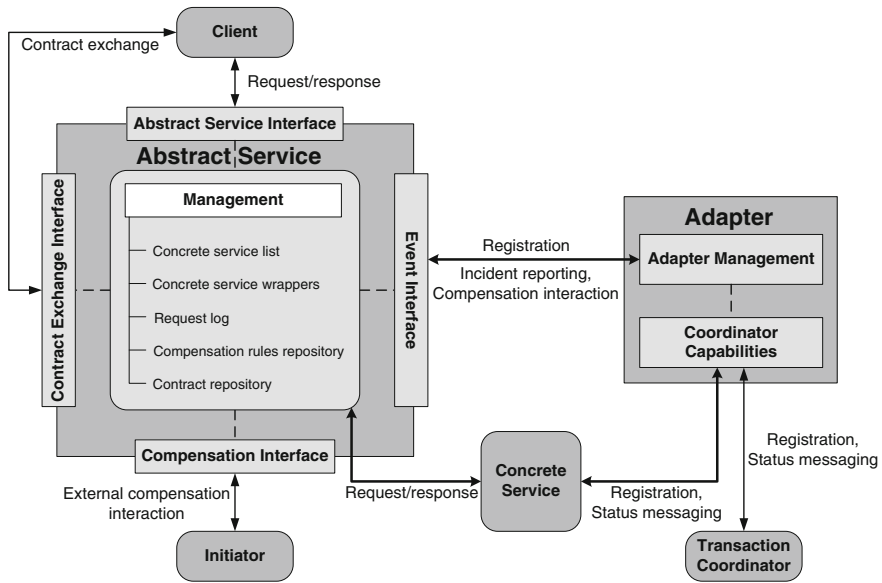 Client
Contract exchange
Request/response
Abstract Service Interface
Abstract Service
Contract Exchange Interface
Management
Concrete service list
Concrete service wrappers
Request log
Compensation rules repository
Contract repository
Event Interface
Compensation Interface
Registration
Incident reporting,
Compensation interaction
Adapter
Adapter Management
Coordinator
Capabilities
External compensation
interaction
Initiator
Request/response
Concrete
Service
Registration,
Status messaging
Registration,
Status messaging
Transaction
Coordinator